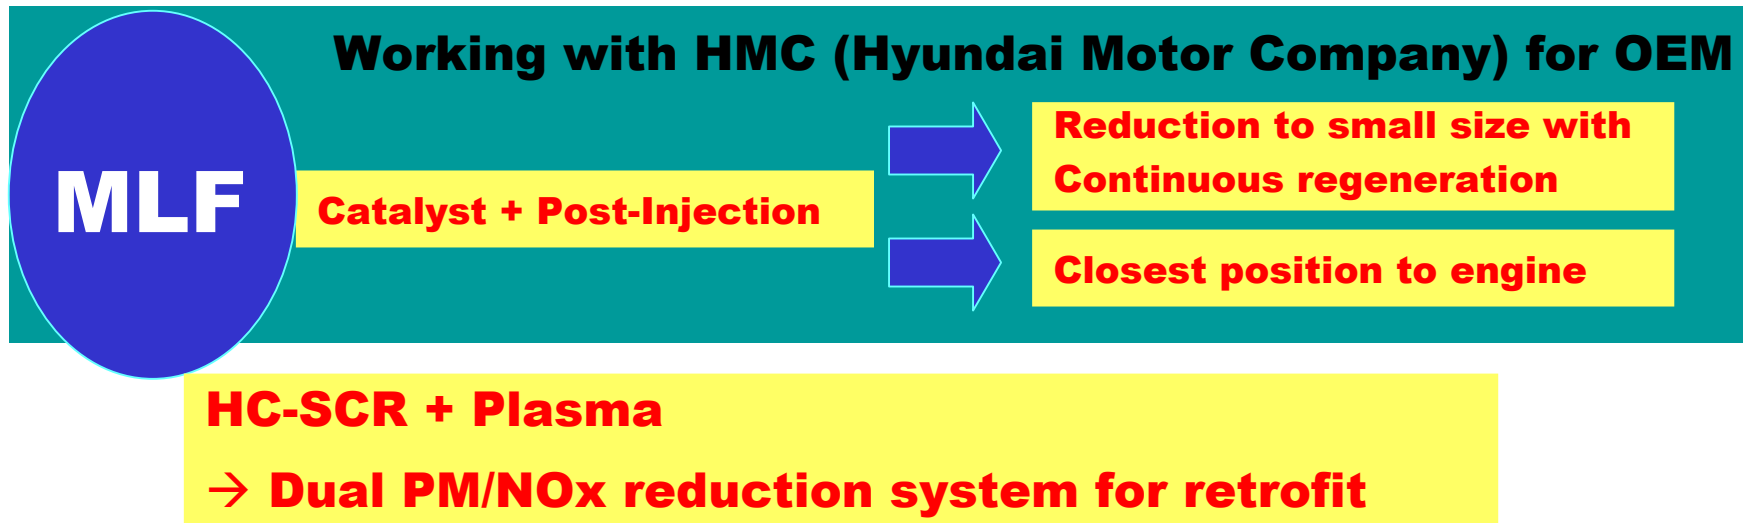 Working with HMC (Hyundai Motor Company) for OEM
MLF
Catalyst + Post-Injection
Reduction to small size with
Continuous regeneration
Closest position to engine
HC-SCR + Plasma
→ Dual PM/NOx reduction system for retrofit